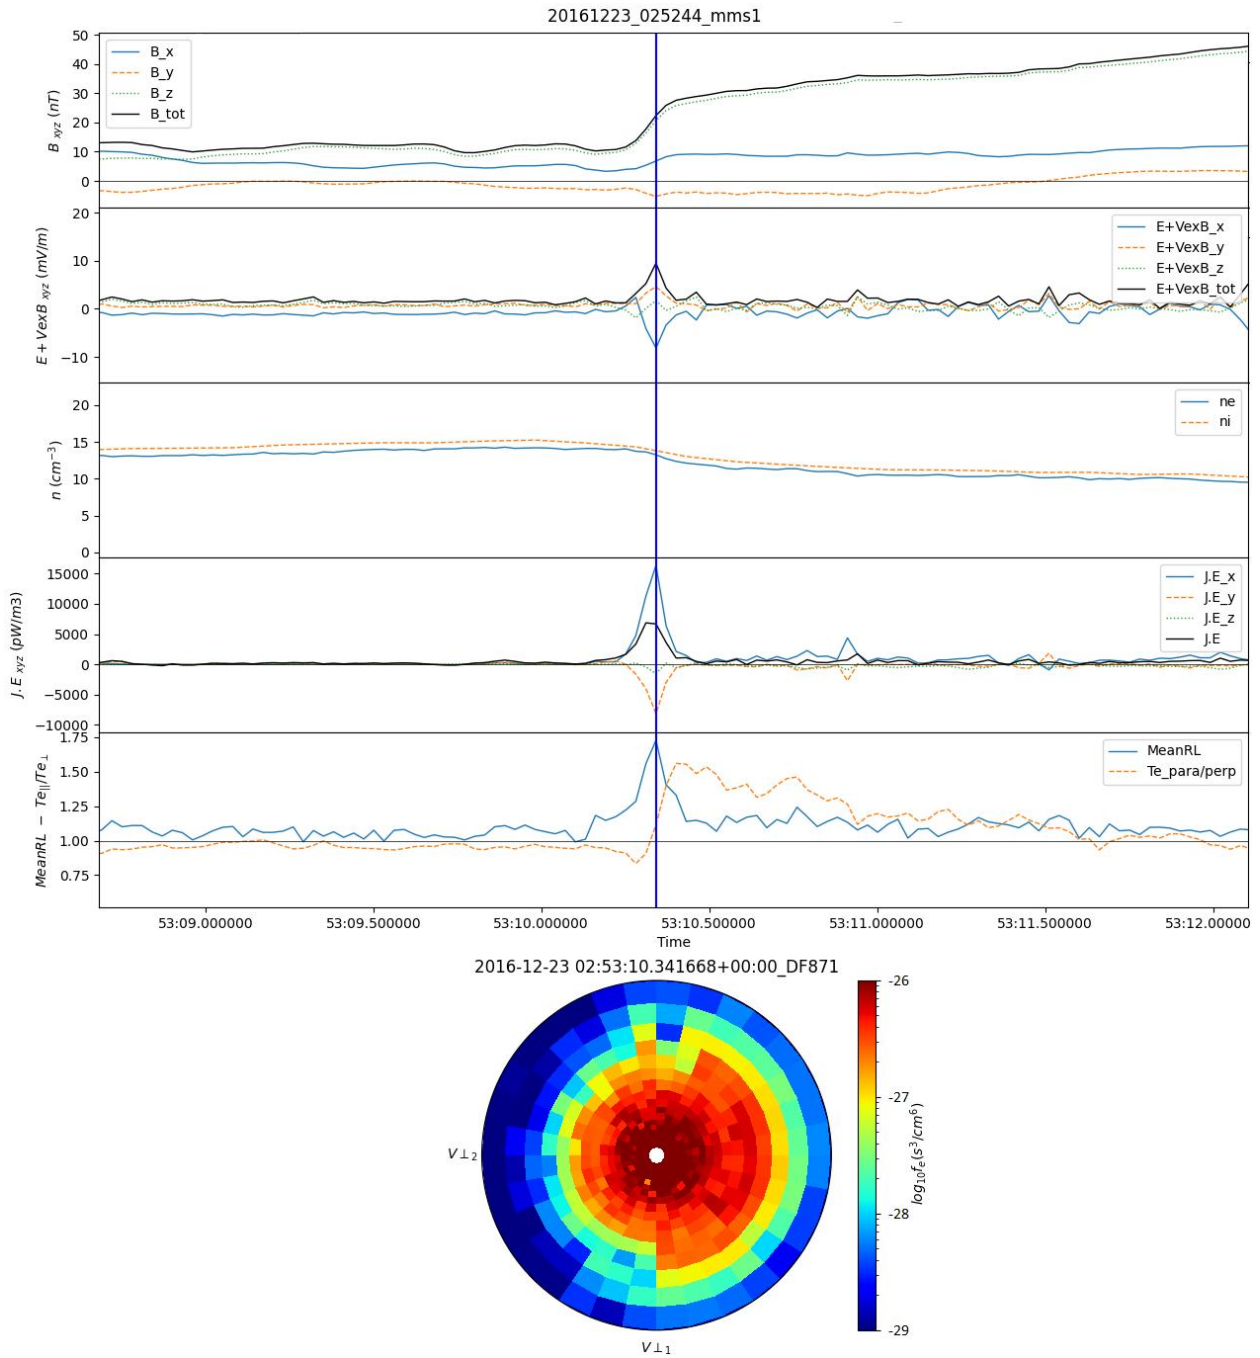 20161223_025244_mms1
B_x
B_y
B_z
B_tot
50
40
30
20
10
0
B xyz (nT)
E+VexB_x
E+VexB_y
E+VexB_z
E+VexB_tot
20
10
0
−10
E + VexB xyz (mV/m)
ne
ni
20
15
10
5
0
n (cm⁻³)
J.E_x
J.E_y
J.E_z
J.E
15000
10000
5000
0
−5000
−10000
J.E xyz (pW/m3)
MeanRL
Te_para/perp
1.75
1.50
1.25
1.00
0.75
MeanRL − Te||/Te⊥
53:09.000000 53:09.500000 53:10.000000 53:10.500000 53:11.000000 53:11.500000 53:12.000000
Time
2016-12-23 02:53:10.341668+00:00_DF871
V⊥₂
V⊥₁
-26
-27
-28
-29
log₁₀fₑ(s³/cm⁶)